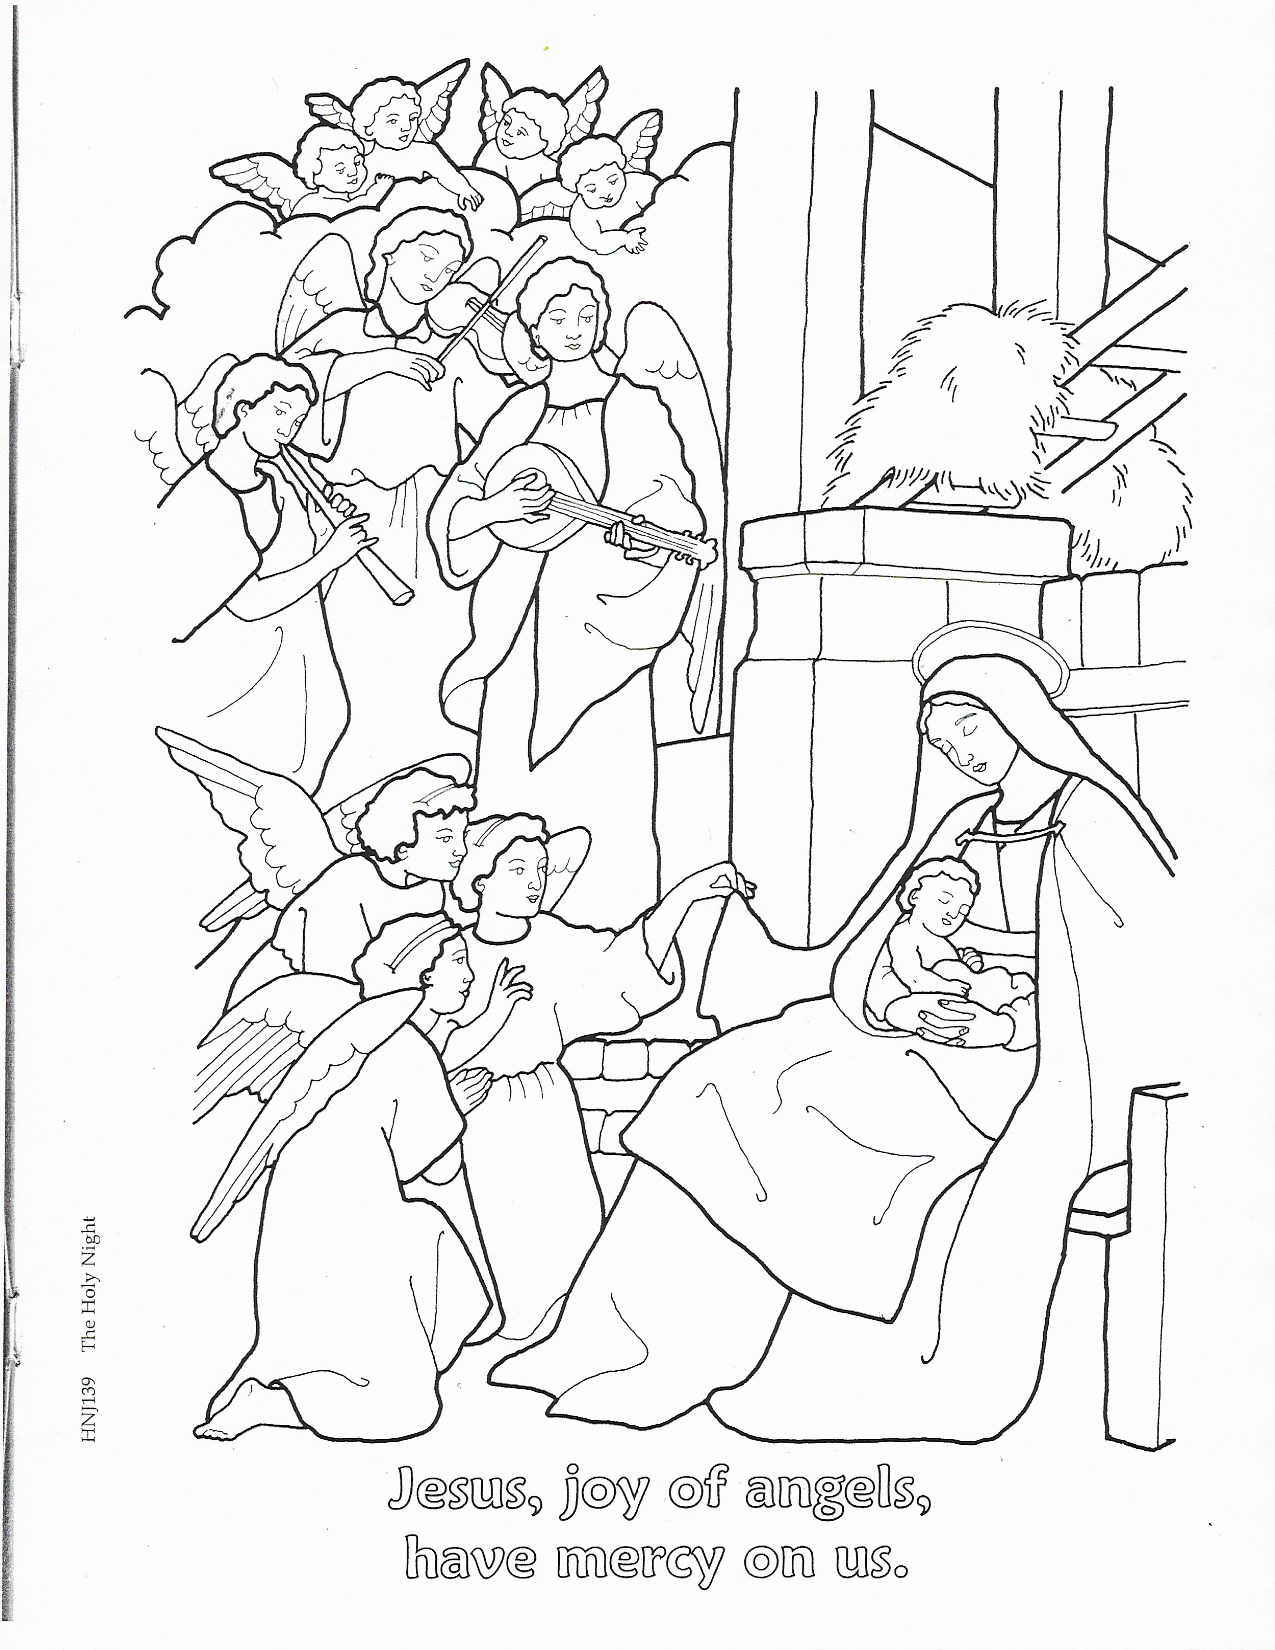 Jesus, joy of angels,
have mercy on us.
HNJ139 The Holy Night